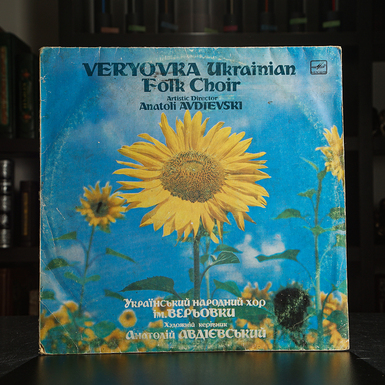 VERYOVKA Ukrainian
Folk Choir
Artistic Director
Anatoli AVDIEVSKI
Український народний хор
ім. ВЕРЬОВКИ
Художній керівник
Анатолій АВДІЄВСЬКИЙ